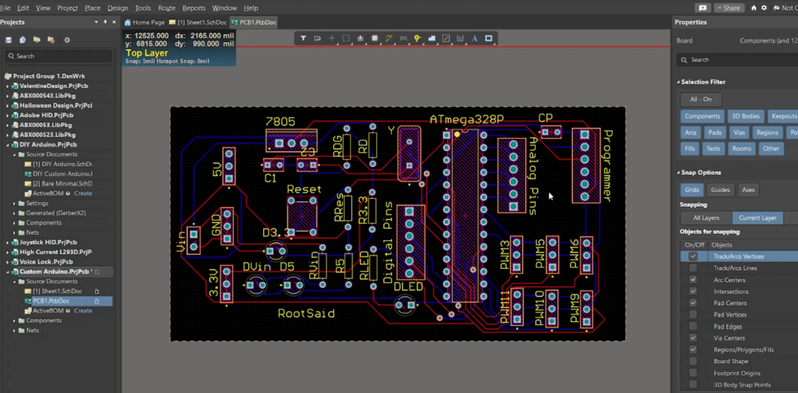 File Edit View Project Place Design Tools Route Reports Window Help
Share
Projects
Home Page [1] Sheet1.SchDoc PCB1.PcbDoc
Properties
x: 12525.000 dx: 2165.000 mil
y: 6815.000 dy: 990.000 mil
Top Layer
Snap: 5mil Hotspot Snap: 8mil
Search
Project Group 1.DsnWrk
ValentineDesign.PrjPcb
ABX00543.LibPkg
Halloween Design.PrjPcl
Adobe HID.PrjPcb
ABX00053.LibPkg
ABX00523.LibPkg
DIY Arduino.PrjPcb
Source Documents
[1] DIY Arduino.SchDc
DIY Custom Arduino.l
[2] Bare Minimal.SchDc
ActiveBOM Create
Settings
Generated (GerberX2)
Components
Nets
Joystick HID.PrjPcb
High Current L293D.PrjPc
Voice Lock.PrjPcb
Custom Arduino.PrjPcb *
Source Documents
[1] Sheet1.SchDoc
PCB1.PcbDoc
ActiveBOM Create
Components
Nets
7805
ATmega328P
CP
Y
RDG
RD
5V
C1
Analog Pins
Programmer
Reset
RRes
R3.3
GND
D3.3
Vin
Digital Pins
3.3V
DVin D5
RVin
R5
RLED
DLED
PWM3
PWM5
PWM6
PWM11
PWM10
PWM9
RootSaid
Board Components (and 12
Search
Selection Filter
All - On
Components 3D Bodies Keepouts
Arcs Pads Vias Regions
Fills Texts Rooms Other
Snap Options
Grids Guides Axes
Snapping
All Layers Current Layer
Objects for snapping
On/Off Objects
Track/Arcs Vertices
Track/Arcs Lines
Arc Centers
Intersections
Pad Centers
Pad Vertices
Pad Edges
Via Centers
Regions/Polygons/Fills
Board Shape
Footprint Origins
3D Body Snap Points